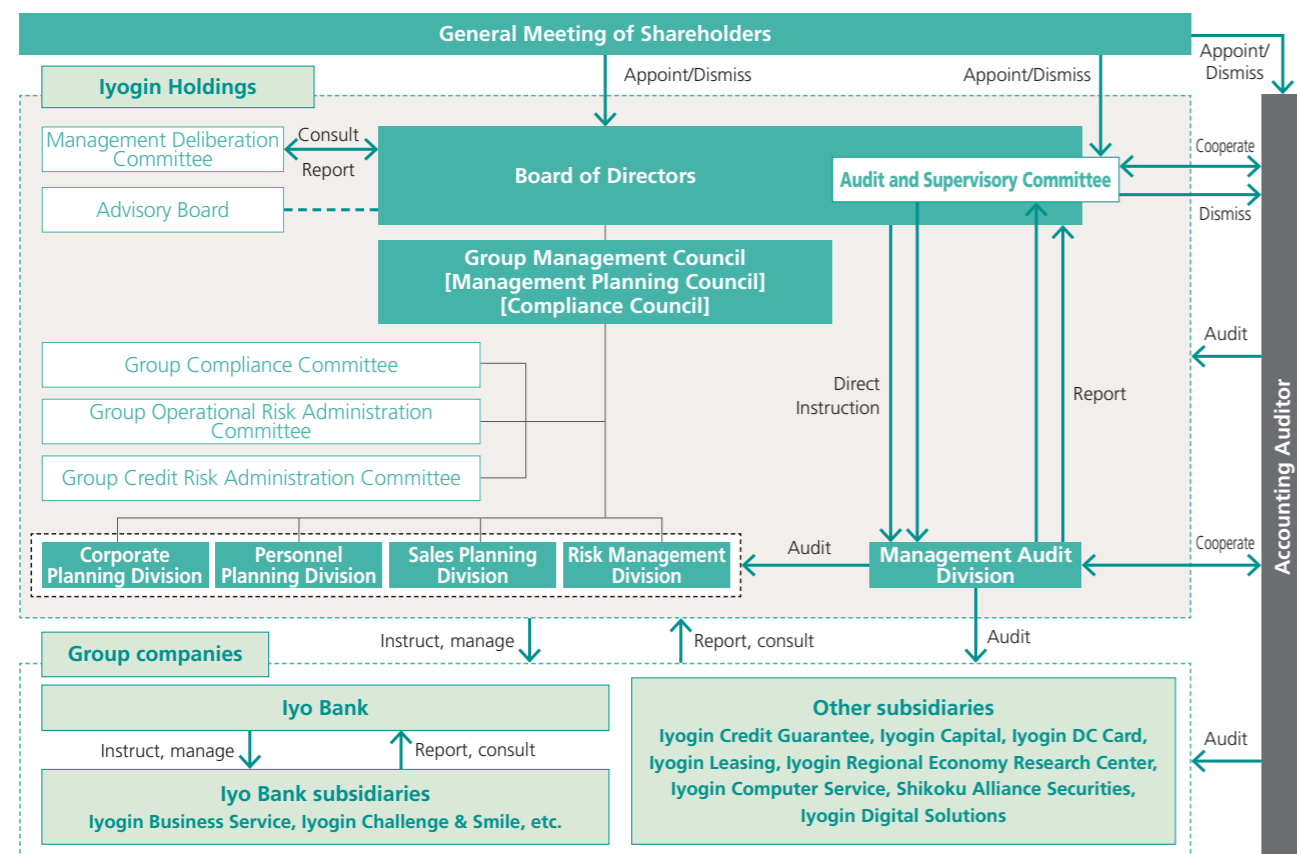 General Meeting of Shareholders
Appoint/Dismiss
Appoint/Dismiss
Appoint/
Dismiss
Iyogin Holdings
Management Deliberation
Committee
Consult
Report
Advisory Board
Board of Directors
Audit and Supervisory Committee
Cooperate
Dismiss
Group Management Council
[Management Planning Council]
[Compliance Council]
Group Compliance Committee
Group Operational Risk Administration
Committee
Group Credit Risk Administration Committee
Direct
Instruction
Report
Audit
Accounting Auditor
Corporate
Planning Division
Personnel
Planning Division
Sales Planning
Division
Risk Management
Division
Audit
Management Audit
Division
Cooperate
Group companies
Instruct, manage
Report, consult
Audit
Iyo Bank
Instruct, manage
Report, consult
Iyo Bank subsidiaries
Iyogin Business Service, Iyogin Challenge & Smile, etc.
Other subsidiaries
Iyogin Credit Guarantee, Iyogin Capital, Iyogin DC Card,
Iyogin Leasing, Iyogin Regional Economy Research Center,
Iyogin Computer Service, Shikoku Alliance Securities,
Iyogin Digital Solutions
Audit